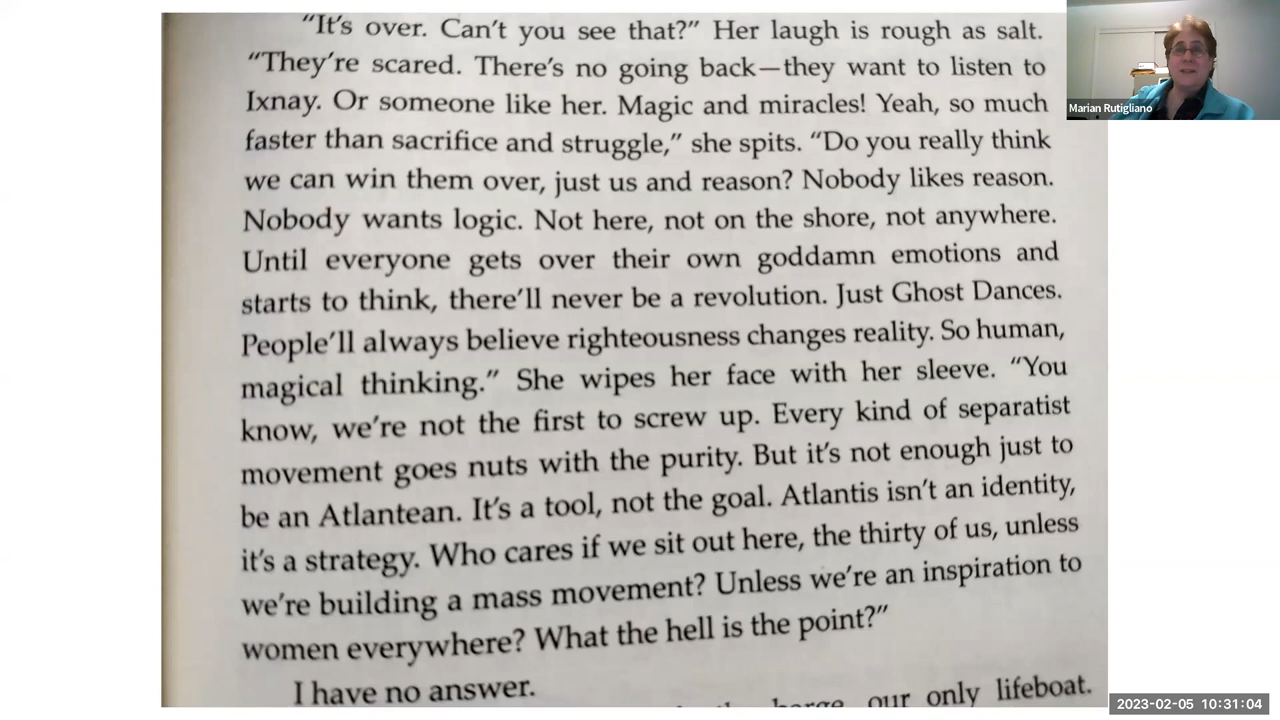 "It's over. Can't you see that?" Her laugh is rough as salt.
"They're scared. There's no going back—they want to listen to
Ixnay. Or someone like her. Magic and miracles! Yeah, so much
faster than sacrifice and struggle," she spits. "Do you really think
we can win them over, just us and reason? Nobody likes reason.
Nobody wants logic. Not here, not on the shore, not anywhere.
Until everyone gets over their own goddamn emotions and
starts to think, there'll never be a revolution. Just Ghost Dances.
People'll always believe righteousness changes reality. So human,
magical thinking." She wipes her face with her sleeve. "You
know, we're not the first to screw up. Every kind of separatist
movement goes nuts with the purity. But it's not enough just to
be an Atlantean. It's a tool, not the goal. Atlantis isn't an identity,
it's a strategy. Who cares if we sit out here, the thirty of us, unless
we're building a mass movement? Unless we're an inspiration to
women everywhere? What the hell is the point?"
I have no answer.
our only lifeboat.
Marian Rutigliano
2023-02-05 10:31:04